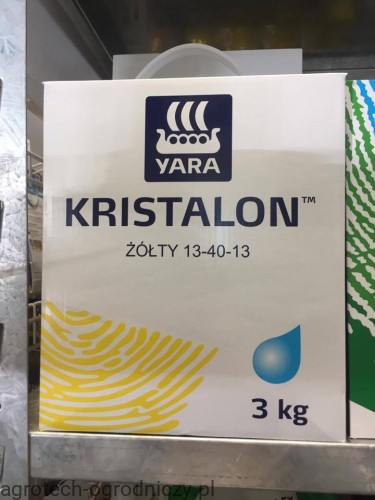 YARA
KRISTALON™
ŻÓŁTY 13-40-13
3 kg
agrotech-ogrodniczy.pl